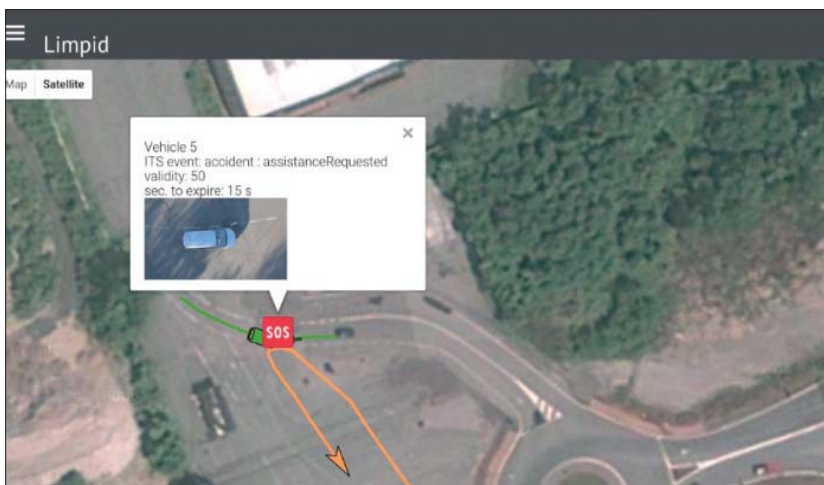 Limpid
Map Satellite
Vehicle 5
ITS event: accident : assistanceRequested
validity: 50
sec. to expire: 15 s
SOS